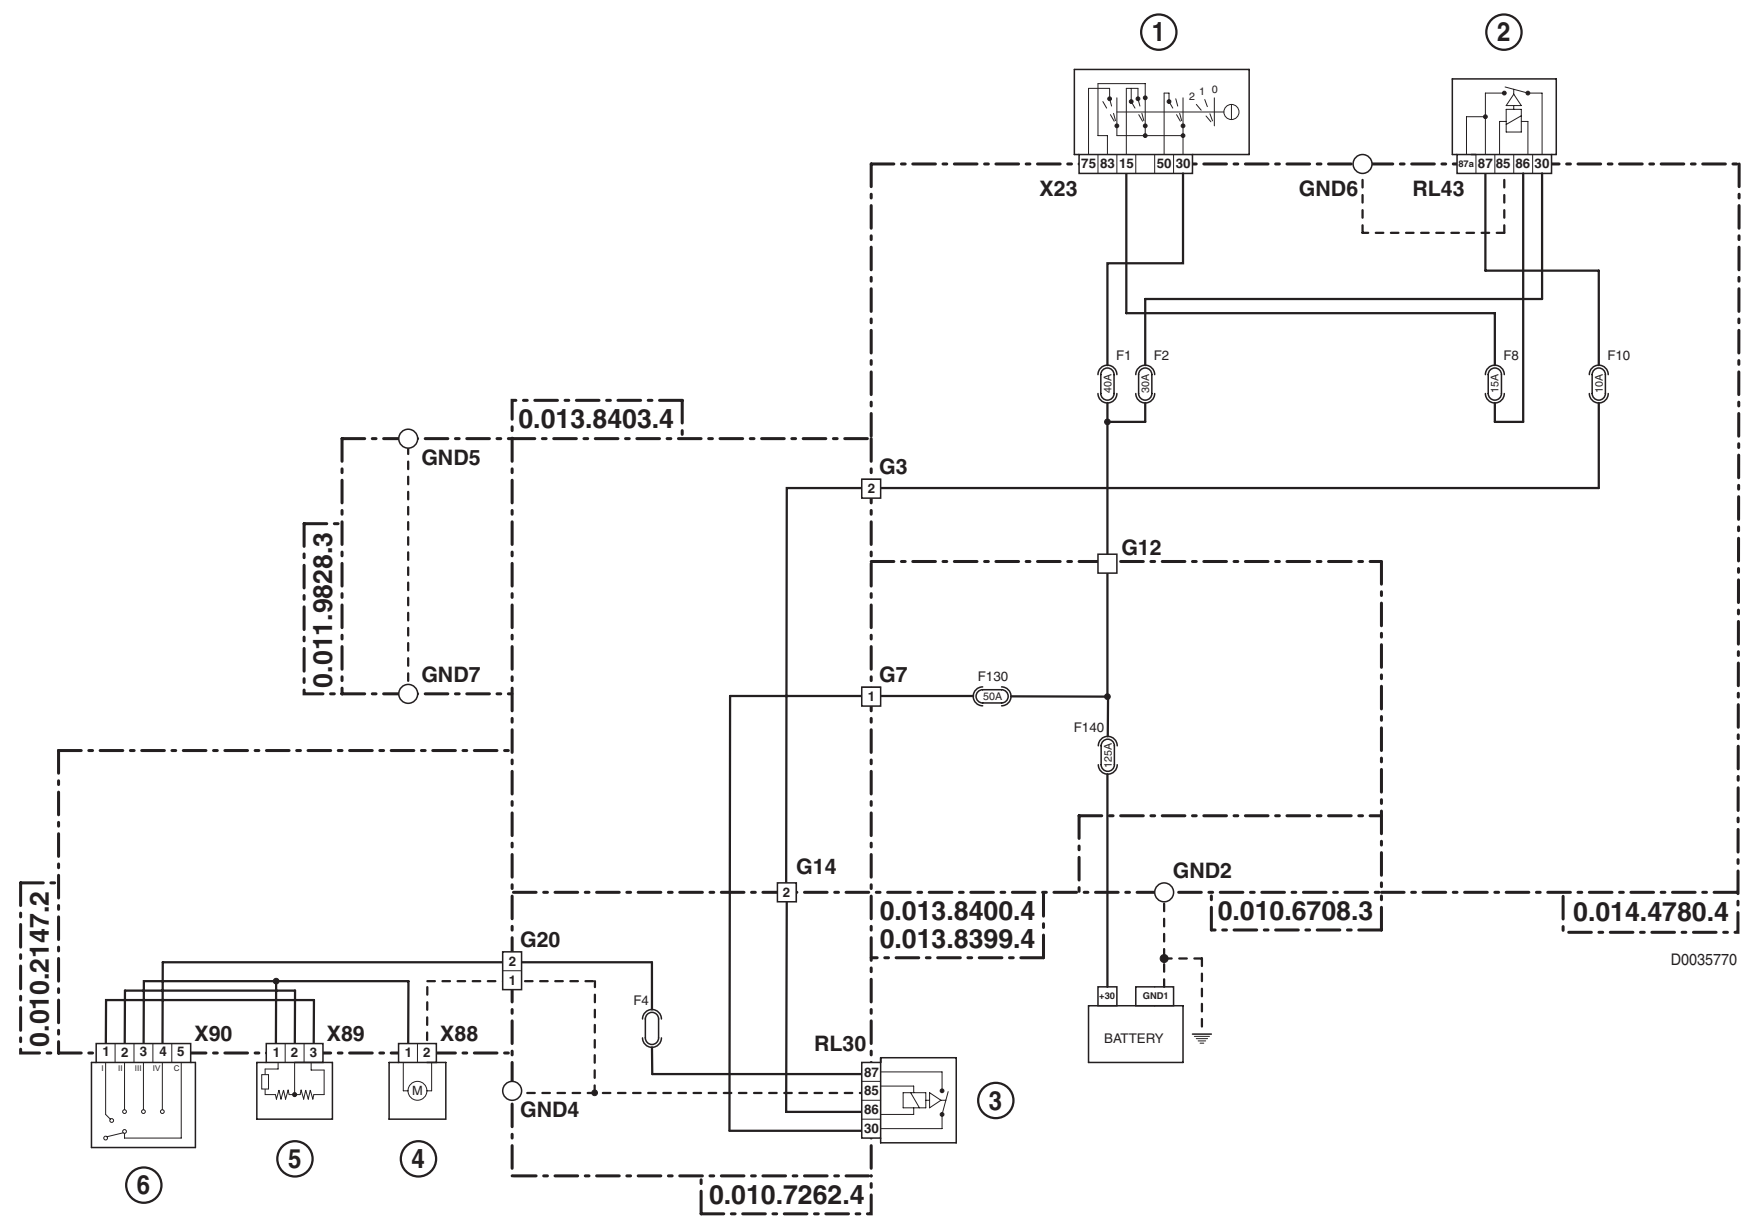 1
2
2 1 0
75 83 15 50 30
87a 87 85 86 30
X23
GND6
RL43
F1
F2
F8
F10
40A
30A
15A
10A
0.013.8403.4
GND5
G3
2
0.011.9828.3
G12
GND7
G7
F130
1
50A
F140
125A
G14
GND2
2
0.010.2147.2
0.013.8400.4
0.013.8399.4
0.010.6708.3
0.014.4780.4
G20
D0035770
2
1
F4
+30
GND1
X90
X89
X88
RL30
BATTERY
1 2 3 4 5
1 2 3
1 2
I II III IV C
M
87
85
86
30
GND4
3
5
4
6
0.010.7262.4